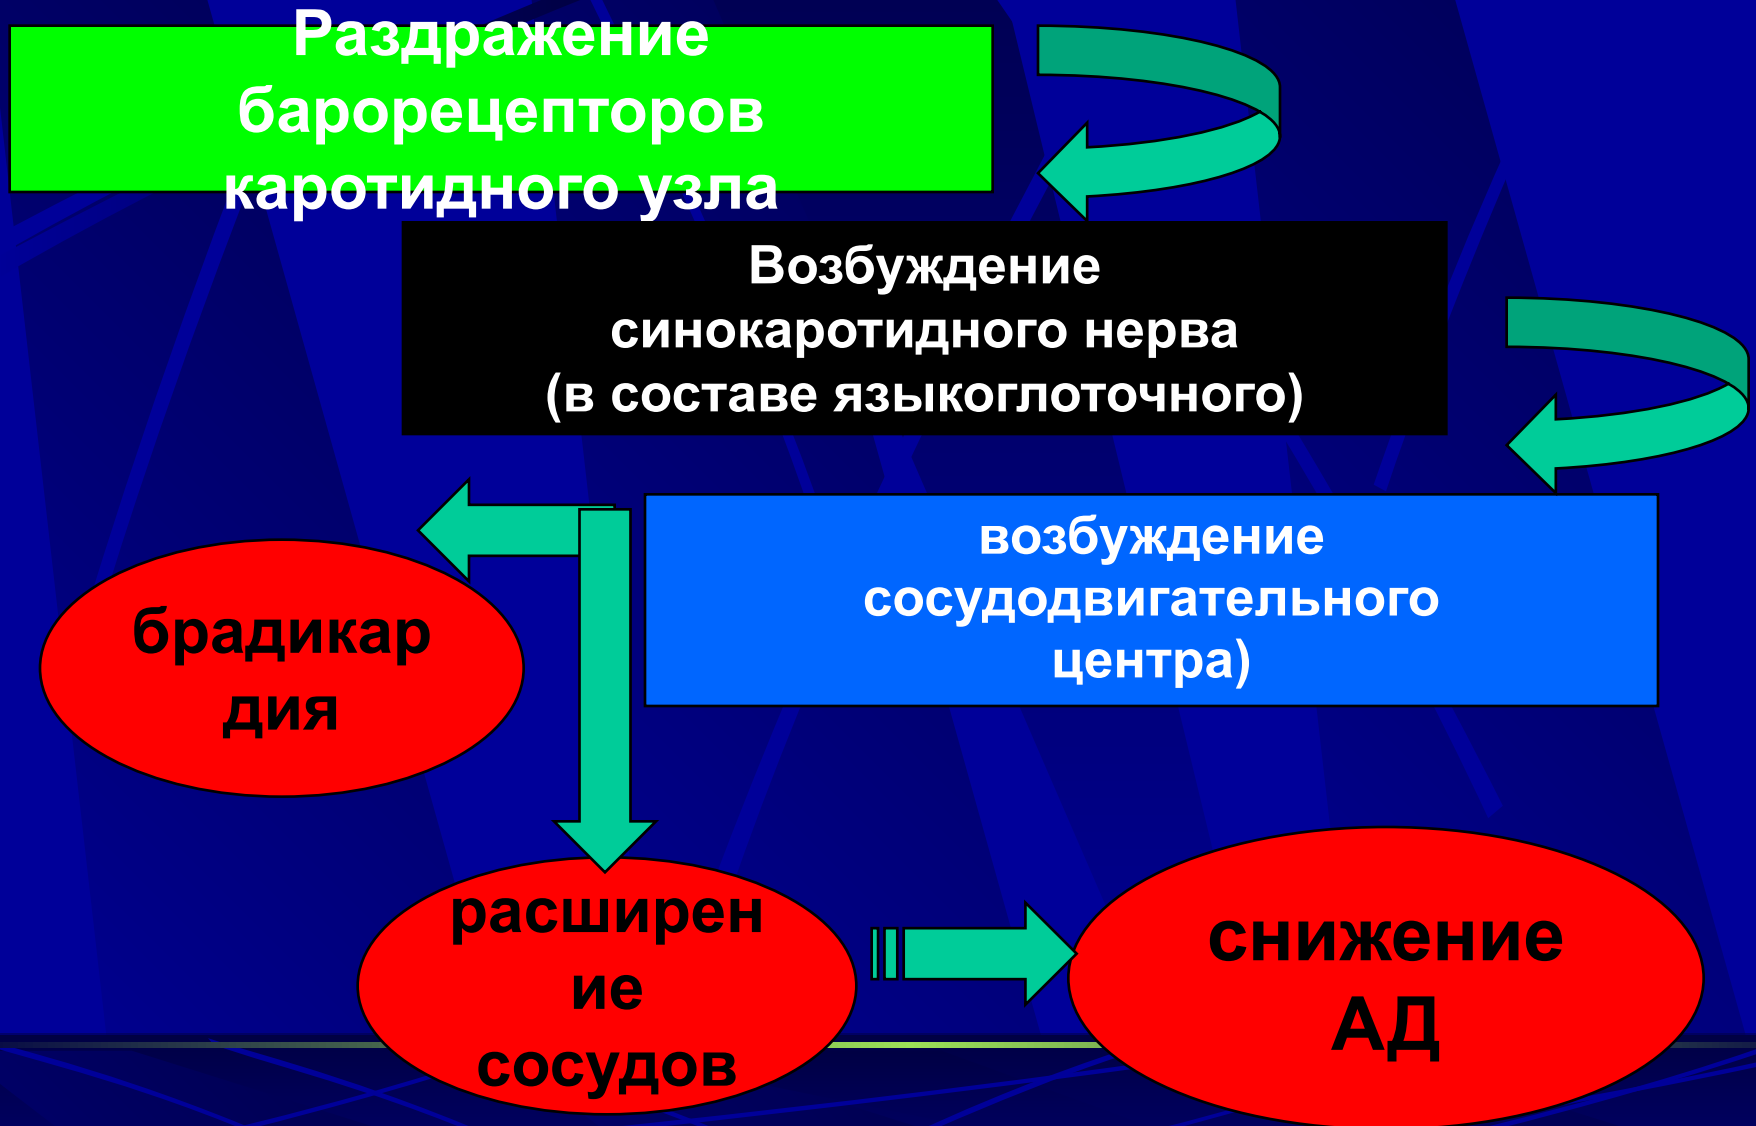 Раздражение
барорецепторов
каротидного узла
Возбуждение
синокаротидного нерва
(в составе языкоглоточного)
возбуждение
сосудодвигательного
центра)
брадикар
дия
расширен
ие
сосудов
снижение
АД